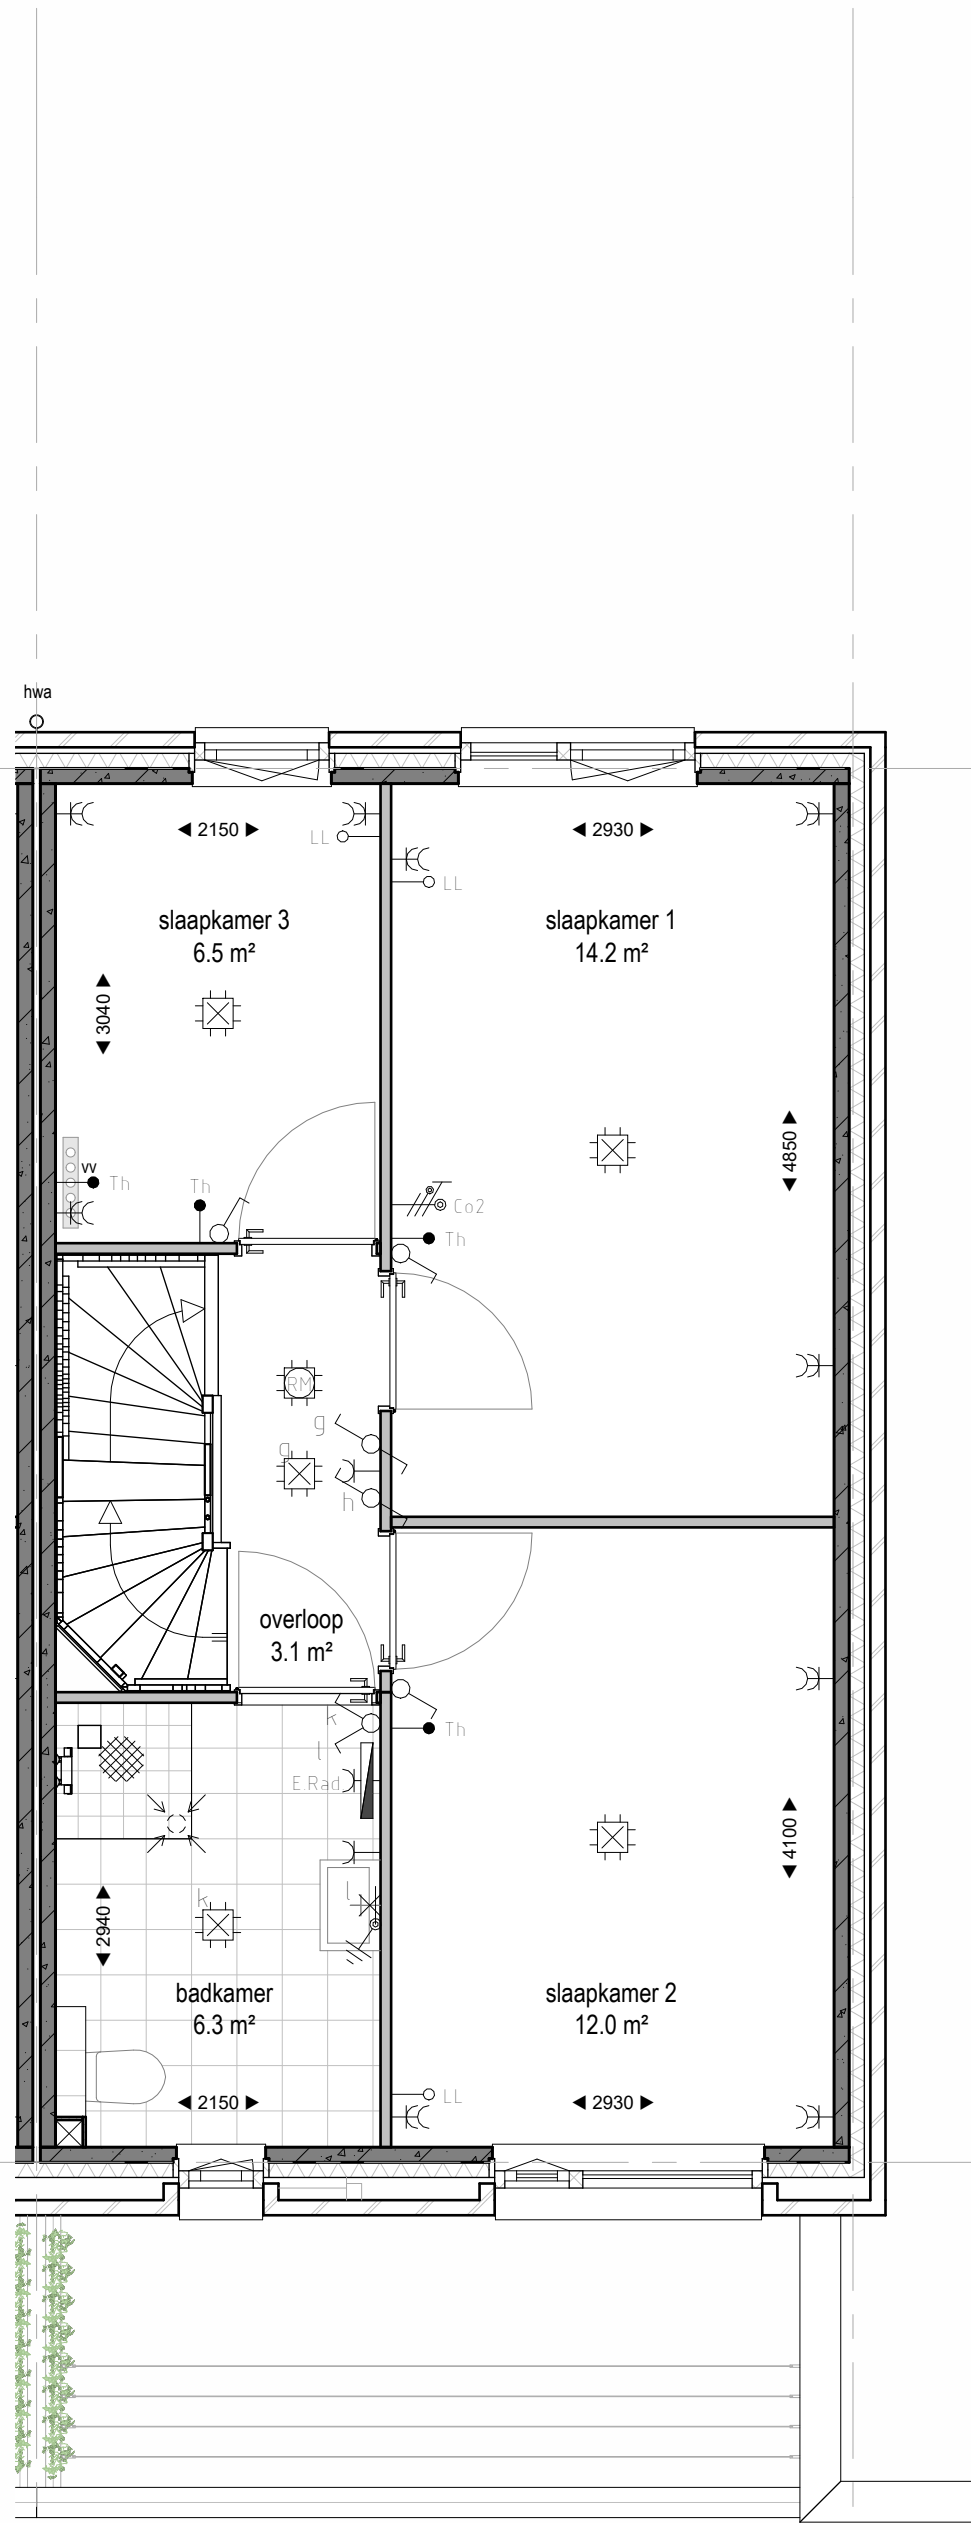 hwa
2150
2930
LL
LL
slaapkamer 3
6.5 m²
slaapkamer 1
14.2 m²
3040
4850
vv
Th
Th
Co2
Th
RM
g
g
h
overloop
3.1 m²
k
l
Th
E.Rad
4100
k
l
2940
badkamer
6.3 m²
slaapkamer 2
12.0 m²
LL
2150
2930